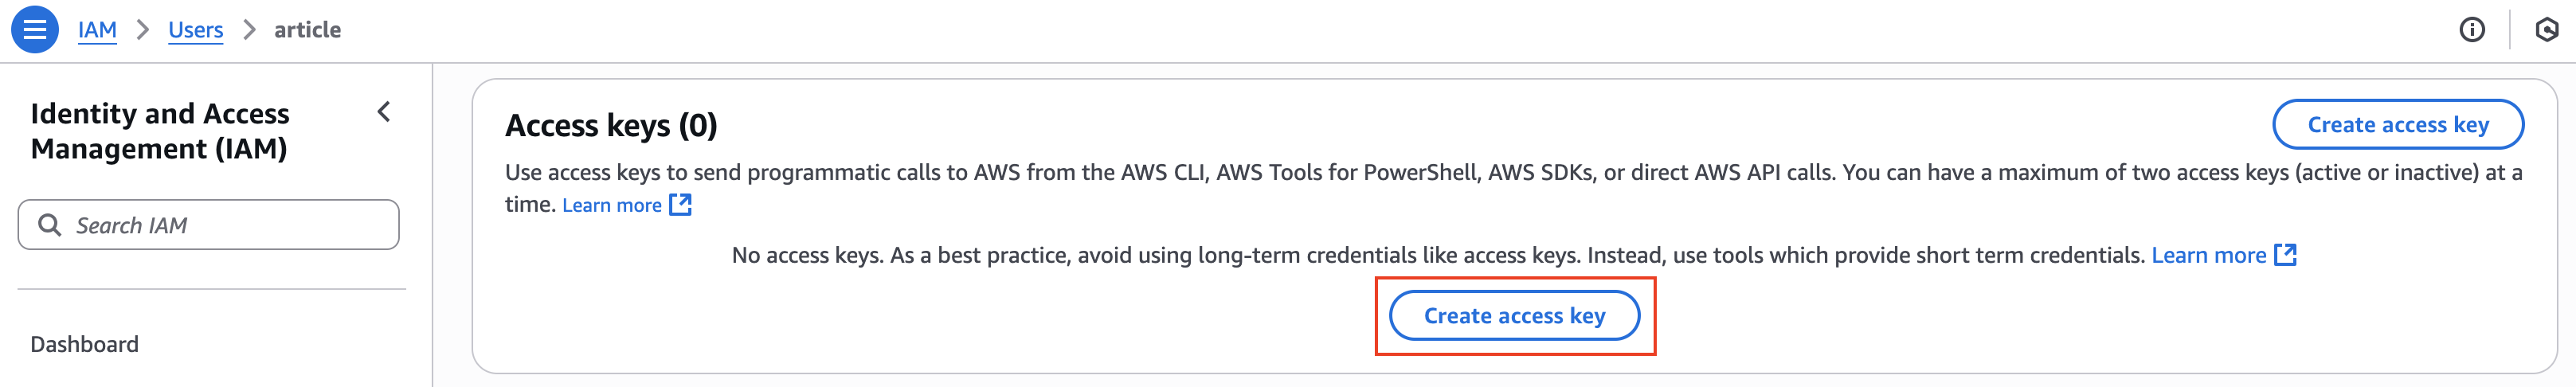 IAM > Users > article
Identity and Access
Management (IAM)
Search IAM
Dashboard
Access keys (0)
Create access key
Use access keys to send programmatic calls to AWS from the AWS CLI, AWS Tools for PowerShell, AWS SDKs, or direct AWS API calls. You can have a maximum of two access keys (active or inactive) at a
time. Learn more
No access keys. As a best practice, avoid using long-term credentials like access keys. Instead, use tools which provide short term credentials. Learn more
Create access key